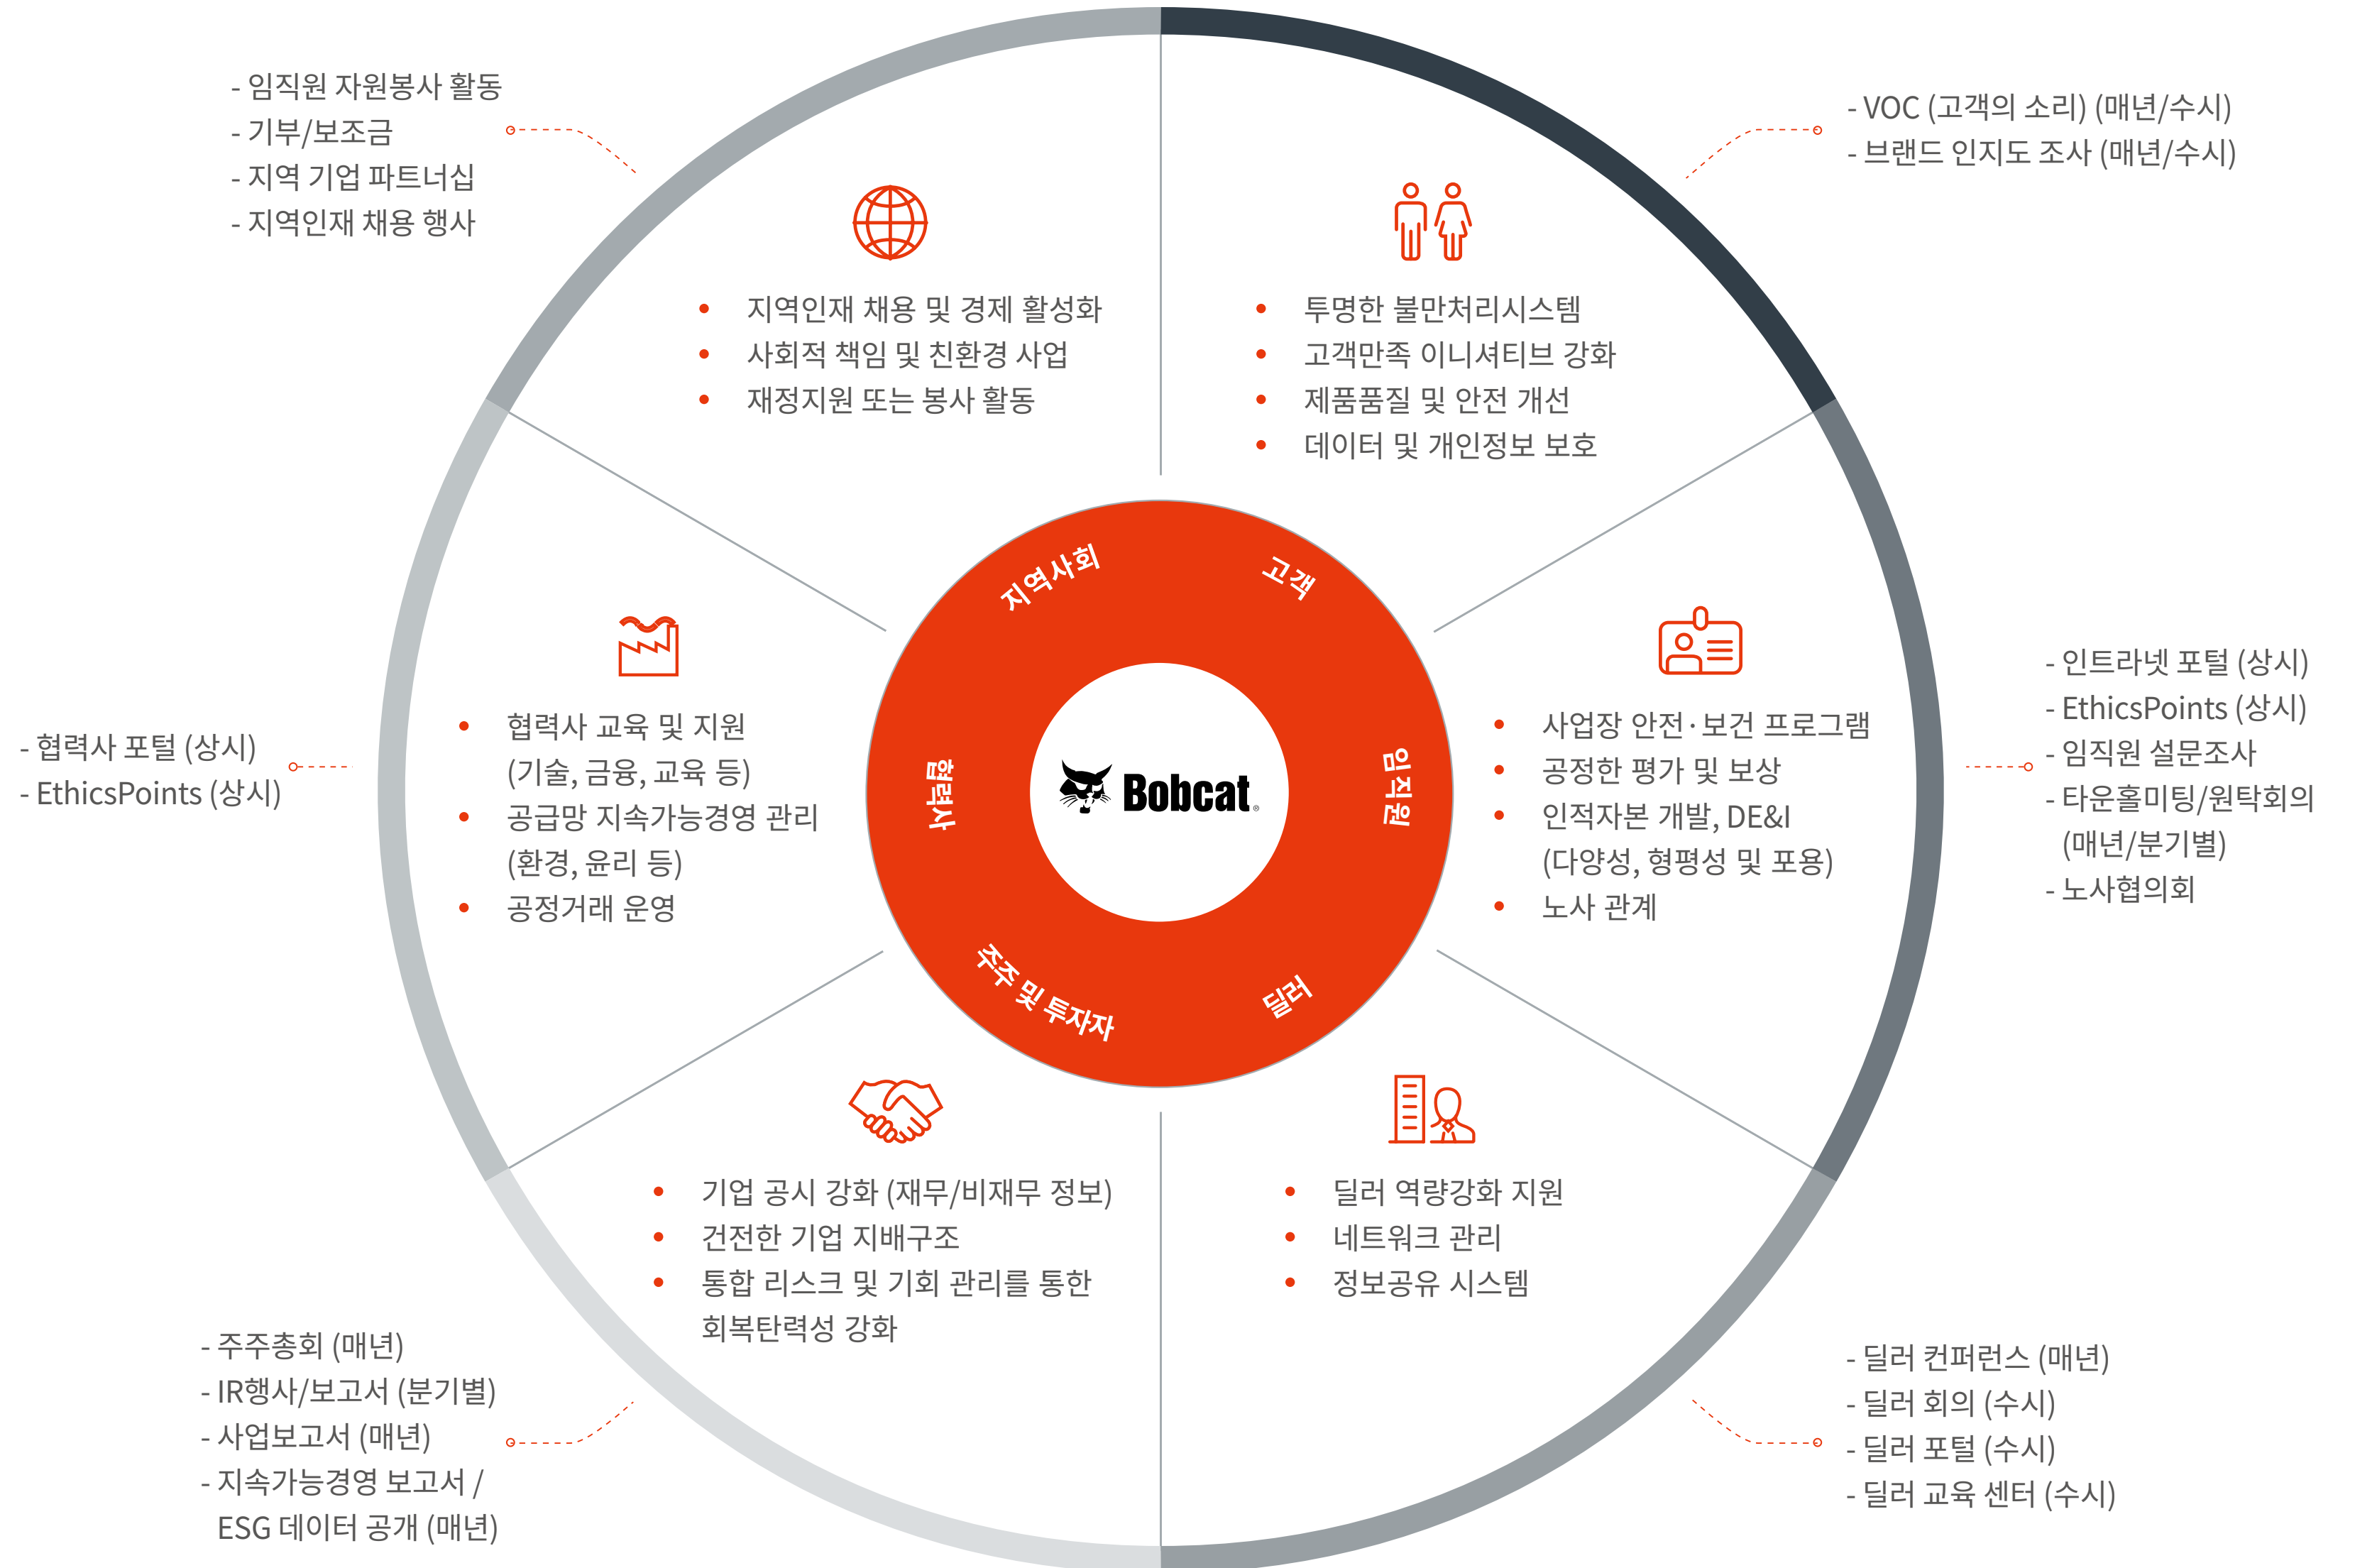 - 임직원 자원봉사 활동
- 기부/보조금
- 지역 기업 파트너십
- 지역인재 채용 행사
- VOC (고객의 소리) (매년/수시)
- 브랜드 인지도 조사 (매년/수시)
• 지역인재 채용 및 경제 활성화
• 사회적 책임 및 친환경 사업
• 재정지원 또는 봉사 활동
• 투명한 불만처리시스템
• 고객만족 이니셔티브 강화
• 제품품질 및 안전 개선
• 데이터 및 개인정보 보호
지역사회
고객
협력사
임직원
주주 및 투자자
딜러
Bobcat®
- 협력사 포털 (상시)
- EthicsPoints (상시)
• 협력사 교육 및 지원
(기술, 금융, 교육 등)
• 공급망 지속가능경영 관리
(환경, 윤리 등)
• 공정거래 운영
• 사업장 안전·보건 프로그램
• 공정한 평가 및 보상
• 인적자본 개발, DE&I
(다양성, 형평성 및 포용)
• 노사 관계
- 인트라넷 포털 (상시)
- EthicsPoints (상시)
- 임직원 설문조사
- 타운홀미팅/원탁회의
(매년/분기별)
- 노사협의회
• 기업 공시 강화 (재무/비재무 정보)
• 건전한 기업 지배구조
• 통합 리스크 및 기회 관리를 통한
회복탄력성 강화
• 딜러 역량강화 지원
• 네트워크 관리
• 정보공유 시스템
- 주주총회 (매년)
- IR행사/보고서 (분기별)
- 사업보고서 (매년)
- 지속가능경영 보고서 /
ESG 데이터 공개 (매년)
- 딜러 컨퍼런스 (매년)
- 딜러 회의 (수시)
- 딜러 포털 (수시)
- 딜러 교육 센터 (수시)